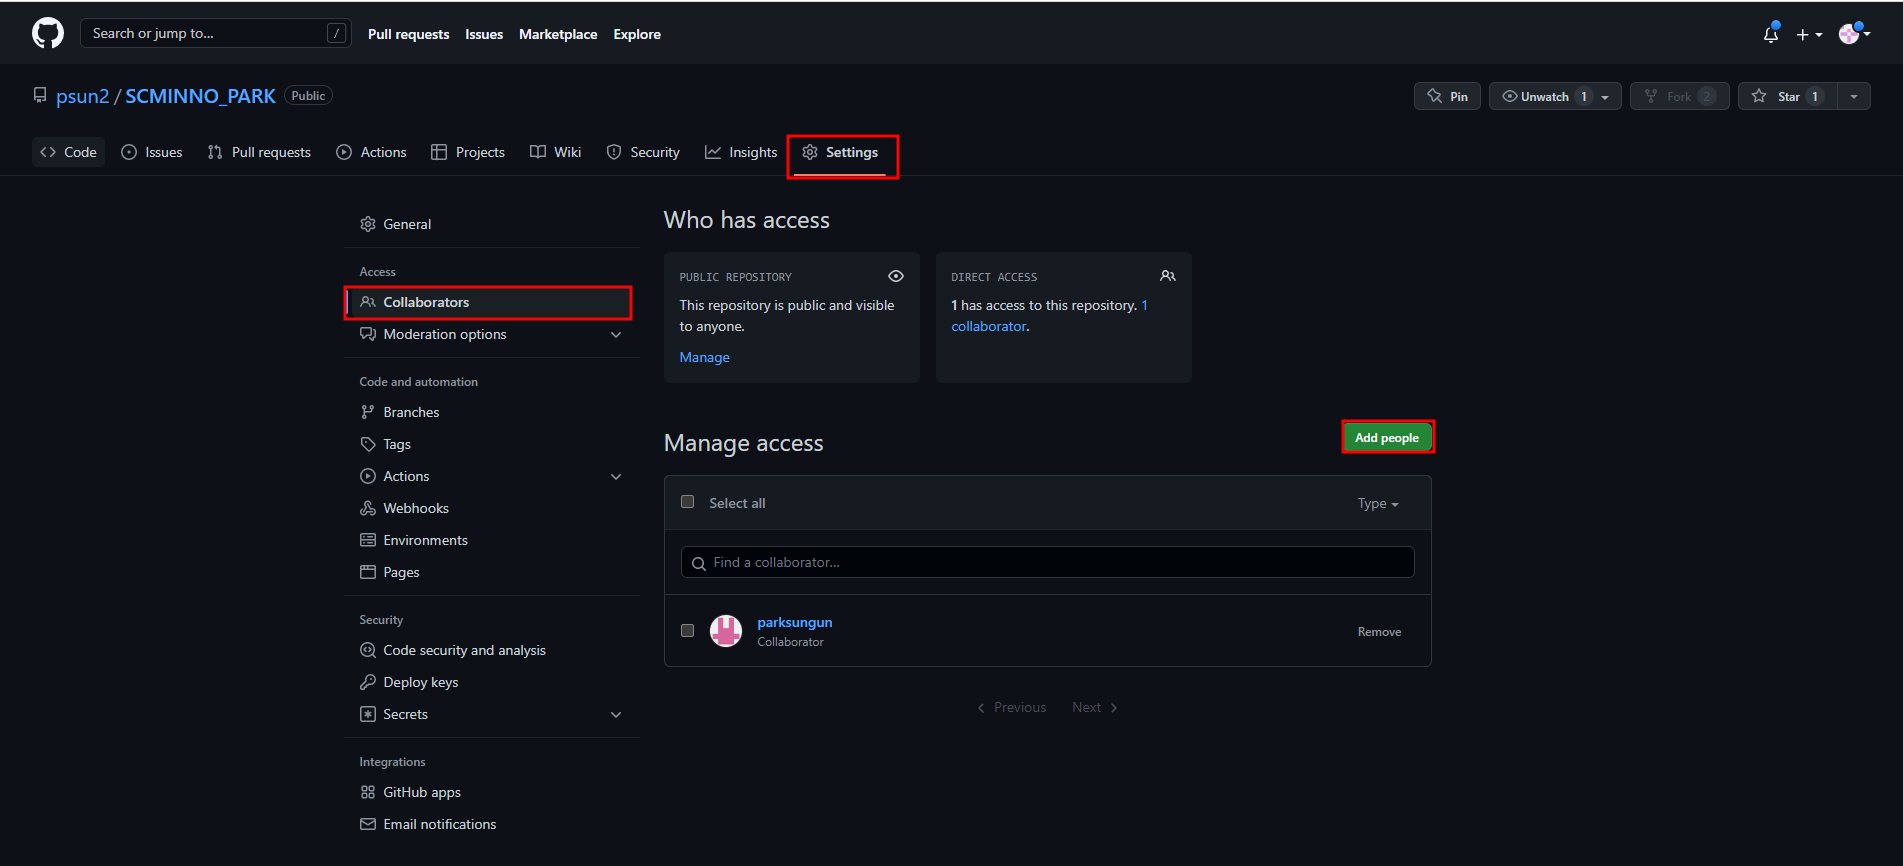 Search or jump to... /
Pull requests Issues Marketplace Explore
psun2 / SCMINNO_PARK Public
Pin Unwatch 1 Fork 2 Star 1
Code Issues Pull requests Actions Projects Wiki Security Insights Settings
General
Access
Collaborators
Moderation options
Code and automation
Branches
Tags
Actions
Webhooks
Environments
Pages
Security
Code security and analysis
Deploy keys
Secrets
Integrations
GitHub apps
Email notifications
Who has access
PUBLIC REPOSITORY
This repository is public and visible
to anyone.
Manage
DIRECT ACCESS
1 has access to this repository. 1
collaborator.
Manage access
Add people
Select all Type
Find a collaborator...
parksungun
Collaborator
Remove
Previous Next